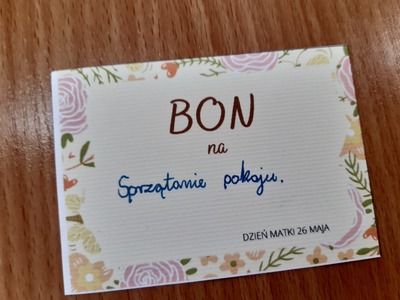 BON
na
Sprzątanie pokoju.
DZIEŃ MATKI 26 MAJA